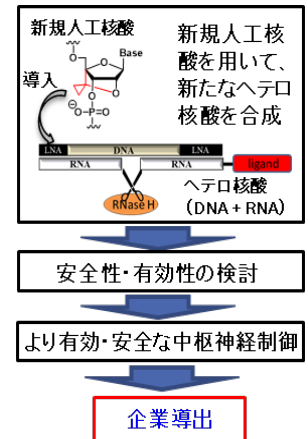 新規人工核酸
Base
導入
新規人工核
酸を用いて、
新たなヘテロ
核酸を合成
O
O
O
O
O=P-O
O
LNA DNA LNA
RNA RNA ligand
RNase H
ヘテロ核酸
(DNA+RNA)
安全性・有効性の検討
より有効・安全な中枢神経制御
企業導出